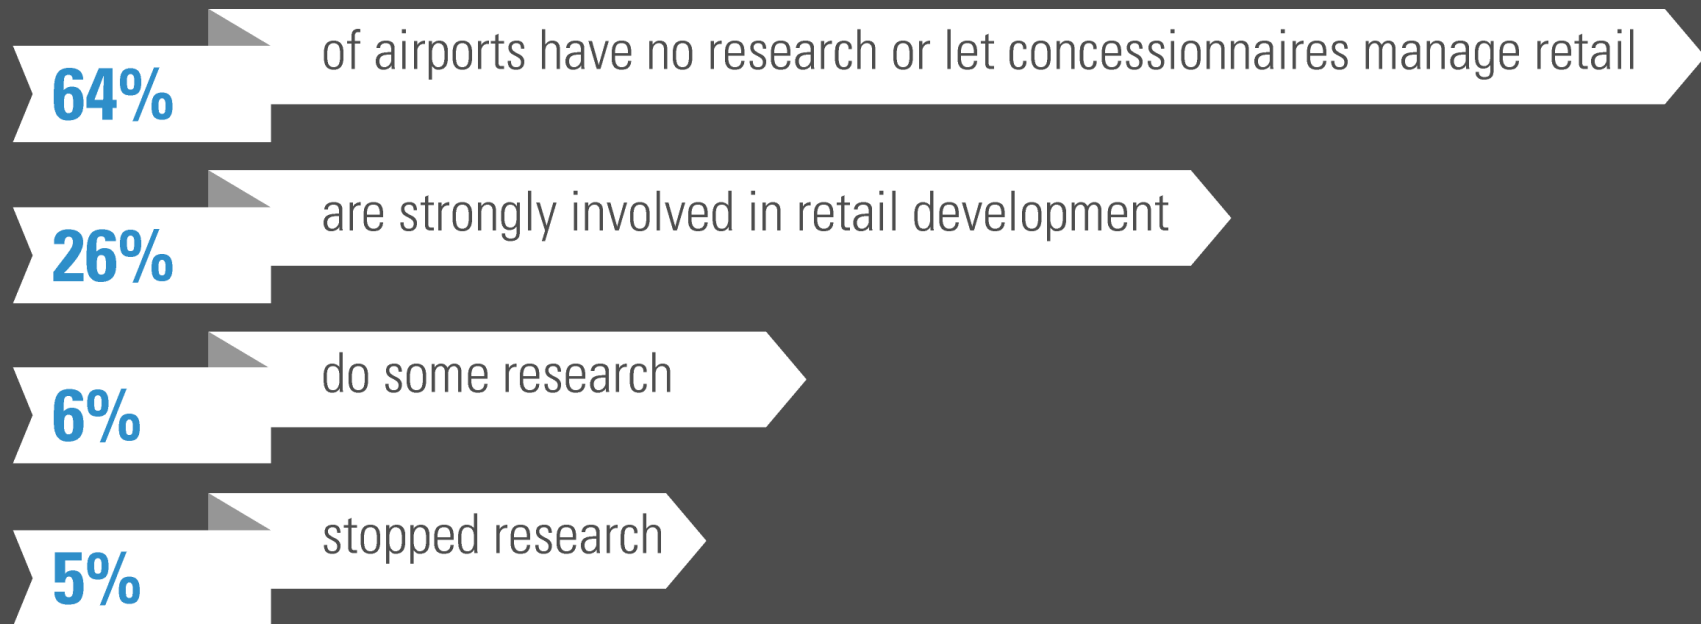 64% of airports have no research or let concessionnaires manage retail
26% are strongly involved in retail development
6% do some research
5% stopped research